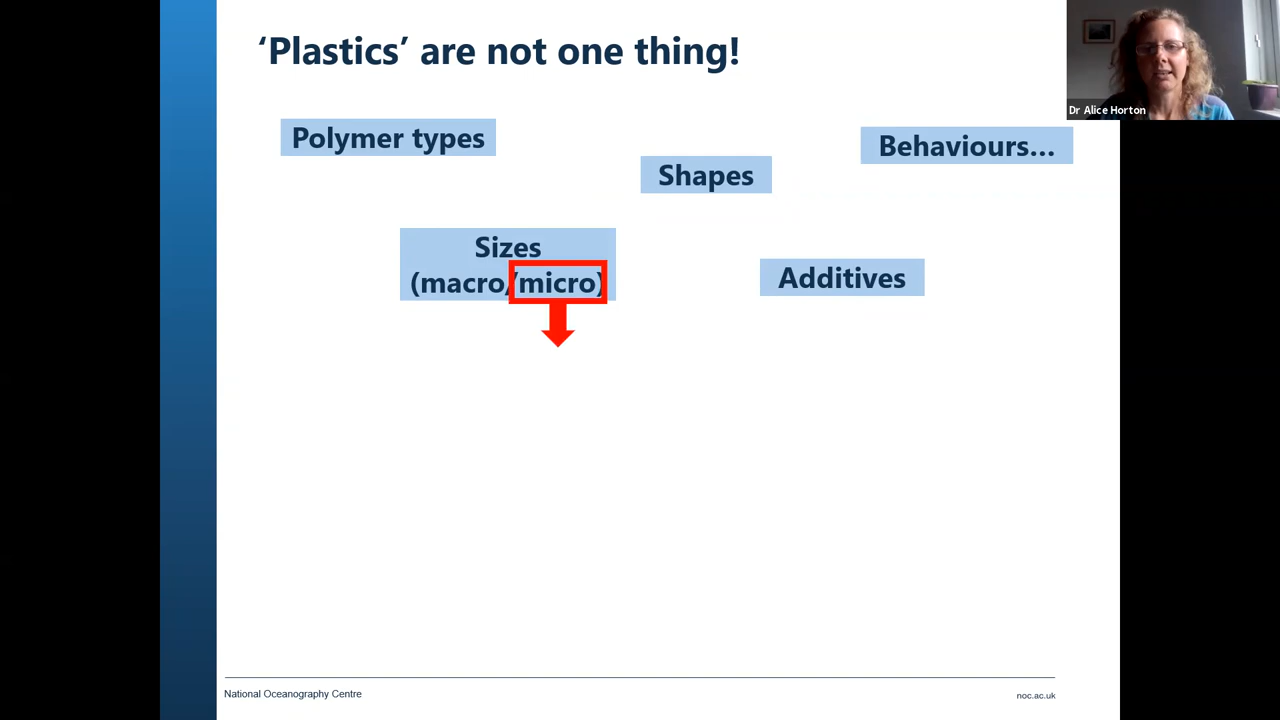 ‘Plastics’ are not one thing!
Dr Alice Horton
Polymer types
Behaviours...
Shapes
Sizes
(macro/micro)
Additives
National Oceanography Centre
noc.ac.uk